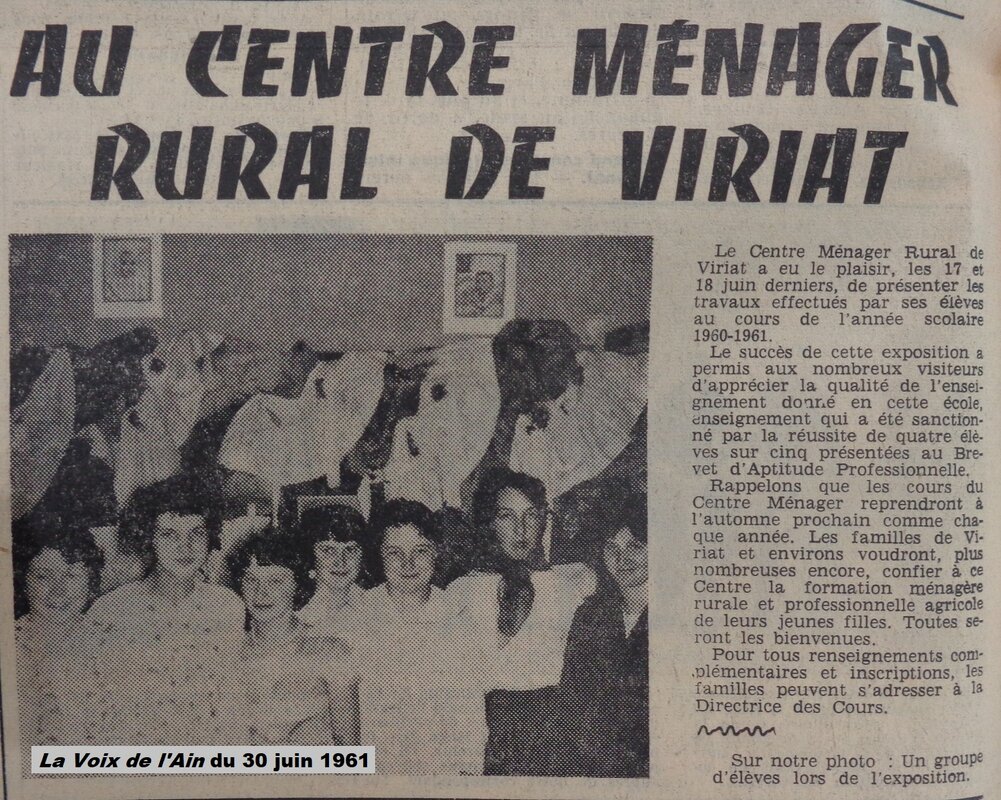 AU CENTRE MÉNAGER
RURAL DE VIRIAT
Le Centre Ménager Rural de
Viriat a eu le plaisir, les 17 et
18 juin derniers, de présenter les
travaux effectués par ses élèves
au cours de l'année scolaire
1960-1961.
Le succès de cette exposition a
permis aux nombreux visiteurs
d'apprécier la qualité de l'ensei-
gnement donné en cette école,
enseignement qui a été sanction-
né par la réussite de quatre élè-
ves sur cinq présentées au Bre-
vet d'Aptitude Professionnelle.
Rappelons que les cours du
Centre Ménager reprendront à
l'automne prochain comme cha-
que année. Les familles de Vi-
riat et environs voudront, plus
nombreuses encore, confier à ce
Centre la formation ménagère
rurale et professionnelle agricole
de leurs jeunes filles. Toutes se-
ront les bienvenues.
Pour tous renseignements com-
plémentaires et inscriptions, les
familles peuvent s'adresser à la
Directrice des Cours.
Sur notre photo : Un groupe
d'élèves lors de l'exposition.
La Voix de l'Ain du 30 juin 1961